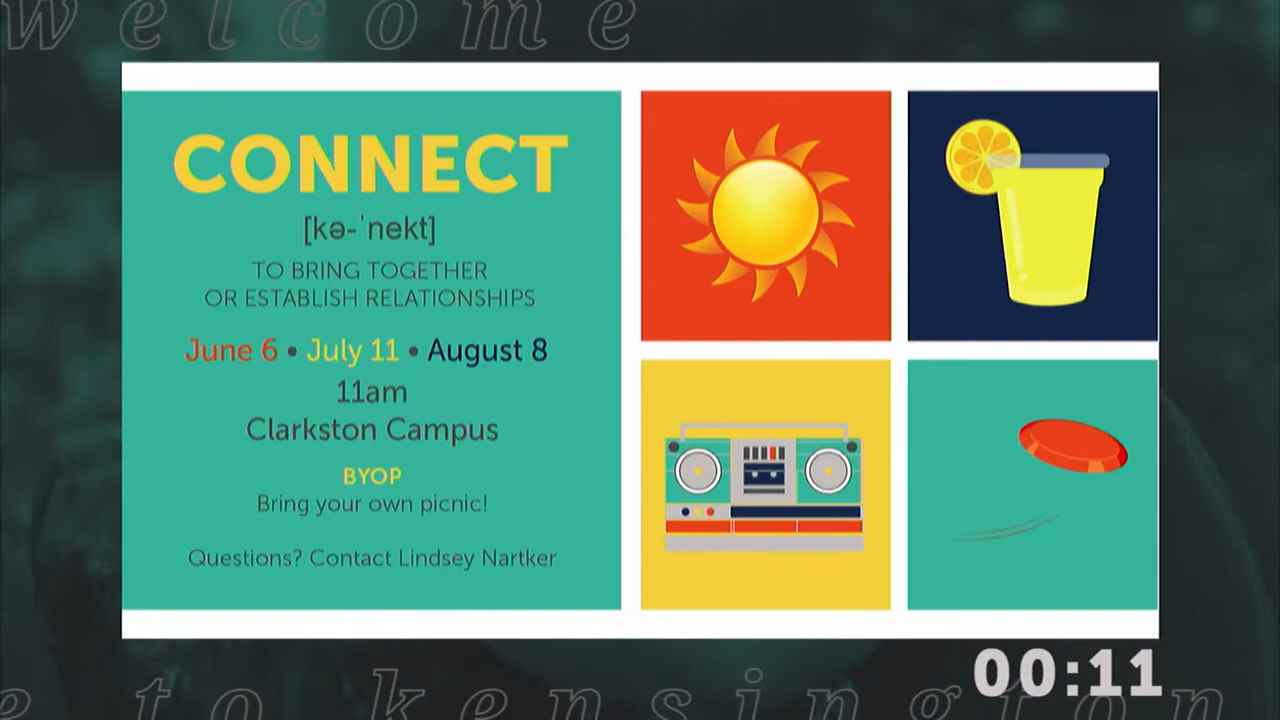 welcome
CONNECT
[kə-ˈnekt]
TO BRING TOGETHER
OR ESTABLISH RELATIONSHIPS
June 6 • July 11 • August 8
11am
Clarkston Campus
BYOP
Bring your own picnic!
Questions? Contact Lindsey Nartker
00:11
e to kensington